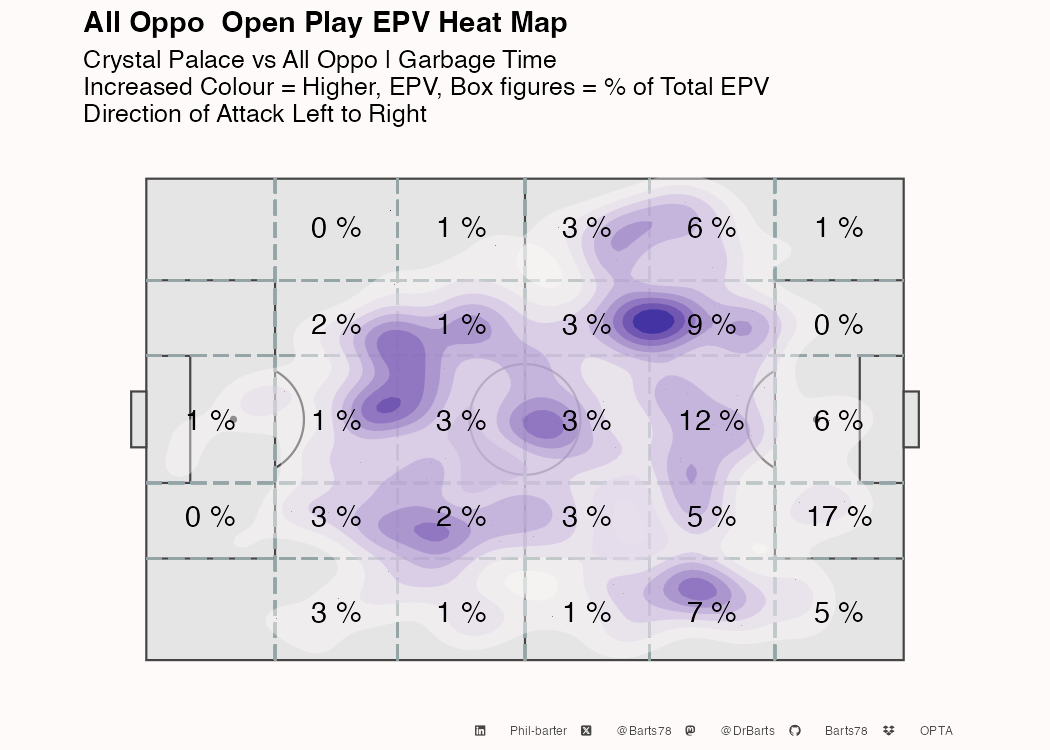 All Oppo  Open Play EPV Heat Map
Crystal Palace vs All Oppo | Garbage Time
Increased Colour = Higher, EPV, Box figures = % of Total EPV
Direction of Attack Left to Right
0 % 1 % 3 % 6 % 1 %
2 % 1 % 3 % 9 % 0 %
1 % 1 % 3 % 3 % 12 % 6 %
0 % 3 % 2 % 3 % 5 % 17 %
3 % 1 % 1 % 7 % 5 %
Phil-barter @Barts78 @DrBarts Barts78 OPTA